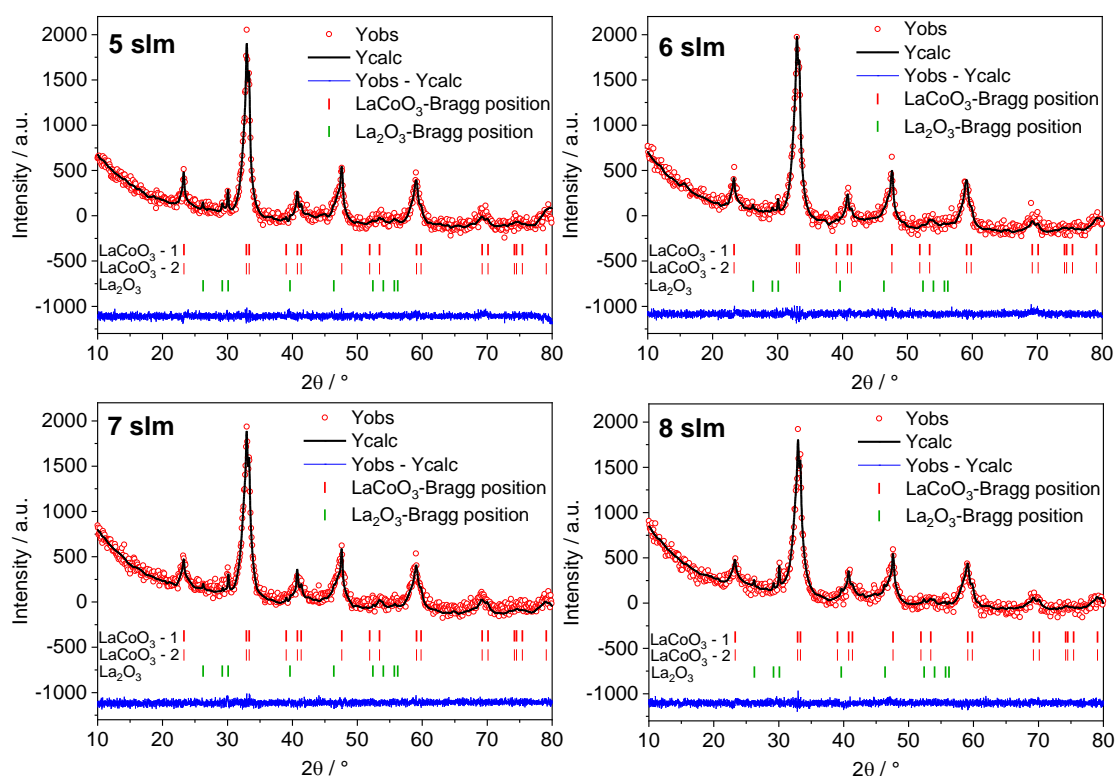 5 slm
Yobs
Ycalc
Yobs - Ycalc
LaCoO₃-Bragg position
La₂O₃-Bragg position
2000
1500
1000
500
0
-500
-1000
Intensity / a.u.
LaCoO₃ - 1
LaCoO₃ - 2
La₂O₃
10 20 30 40 50 60 70 80
2θ / °
6 slm
Yobs
Ycalc
Yobs - Ycalc
LaCoO₃-Bragg position
La₂O₃-Bragg position
2000
1500
1000
500
0
-500
-1000
Intensity / a.u.
LaCoO₃ - 1
LaCoO₃ - 2
La₂O₃
10 20 30 40 50 60 70 80
2θ / °
7 slm
Yobs
Ycalc
Yobs - Ycalc
LaCoO₃-Bragg position
La₂O₃-Bragg position
2000
1500
1000
500
0
-500
-1000
Intensity / a.u.
LaCoO₃ - 1
LaCoO₃ - 2
La₂O₃
10 20 30 40 50 60 70 80
2θ / °
8 slm
Yobs
Ycalc
Yobs - Ycalc
LaCoO₃-Bragg position
La₂O₃-Bragg position
2000
1500
1000
500
0
-500
-1000
Intensity / a.u.
LaCoO₃ - 1
LaCoO₃ - 2
La₂O₃
10 20 30 40 50 60 70 80
2θ / °